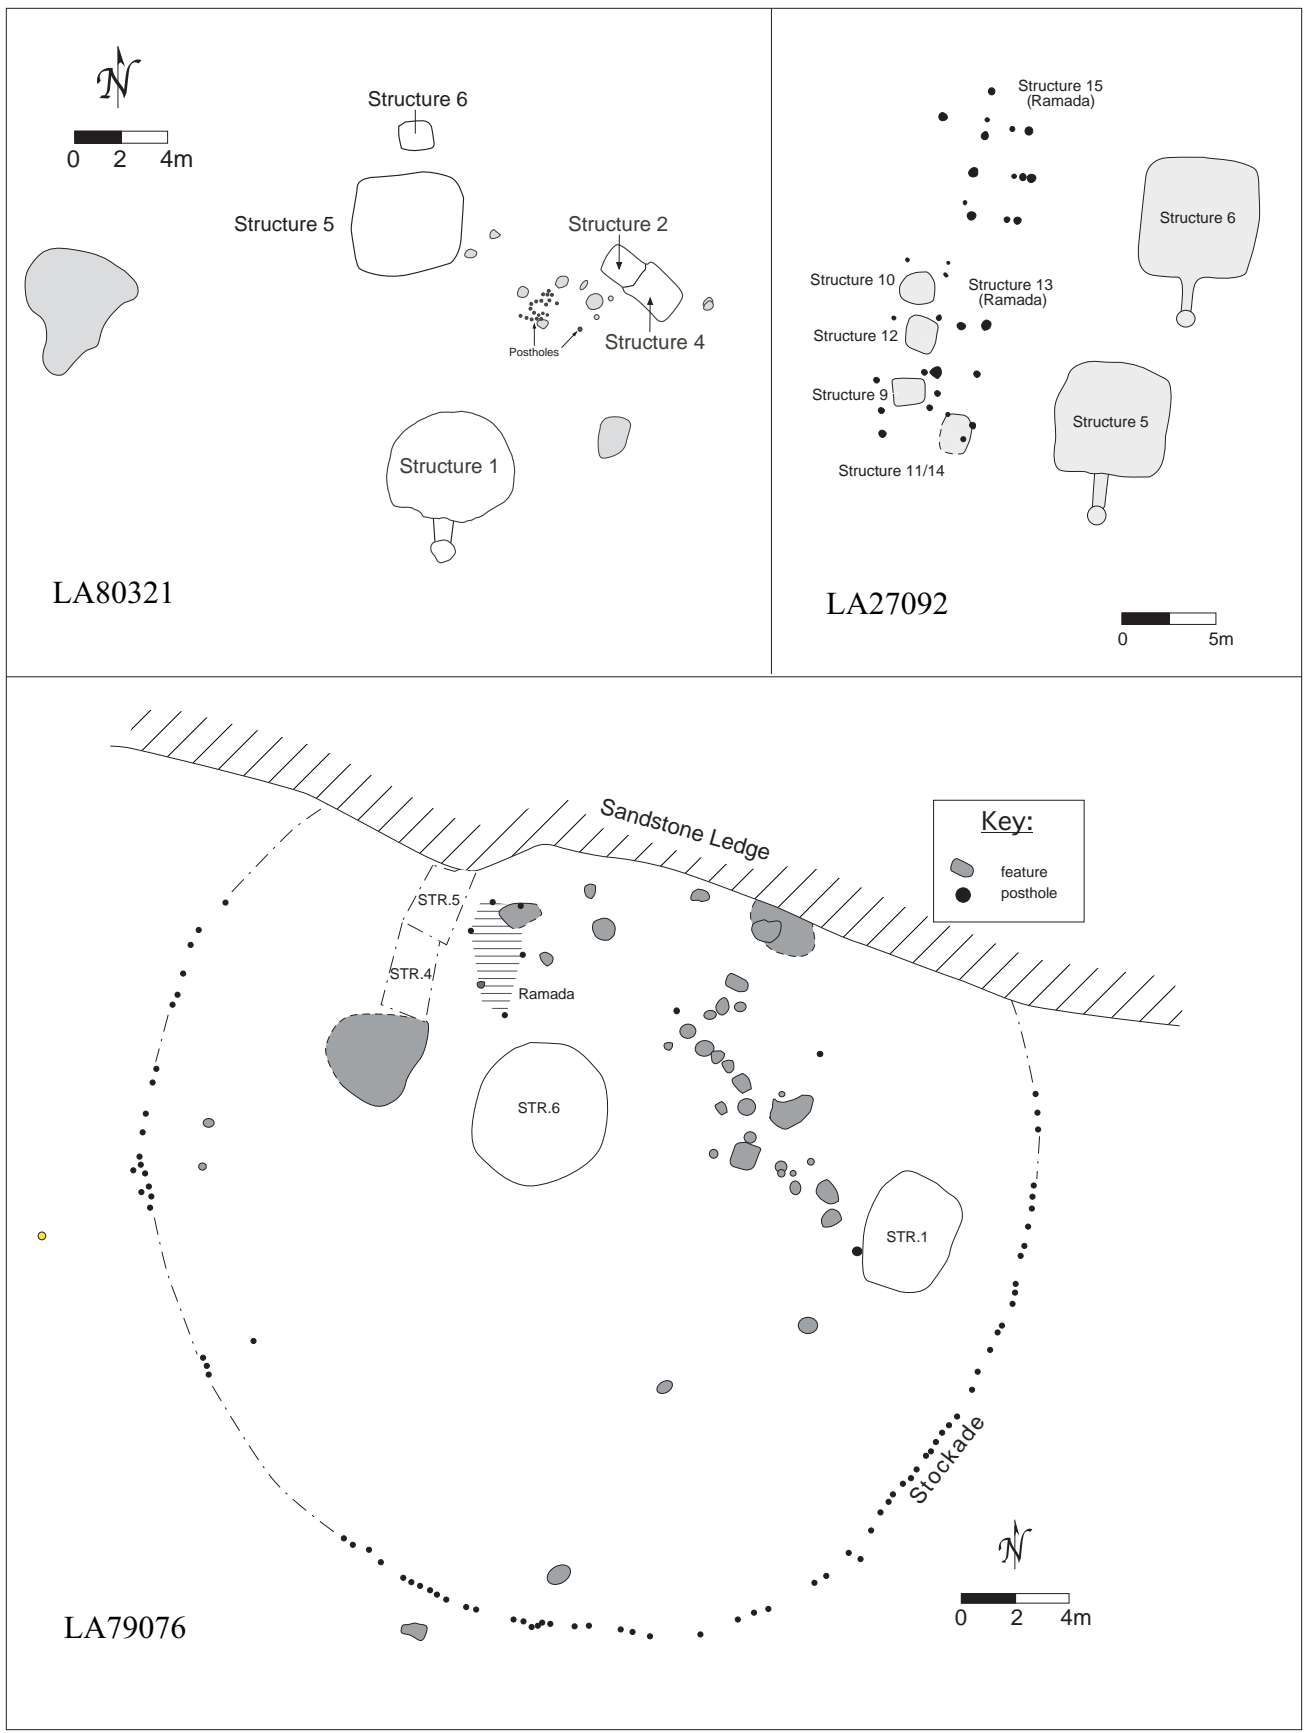 N
0 2 4m
Structure 6
Structure 5
Structure 2
Structure 4
Postholes
Structure 1
LA80321
Structure 15
(Ramada)
Structure 6
Structure 10
Structure 13
(Ramada)
Structure 12
Structure 9
Structure 5
Structure 11/14
LA27092
0 5m
Sandstone Ledge
Key:
feature
posthole
STR.5
STR.4
Ramada
STR.6
STR.1
Stockade
N
0 2 4m
LA79076